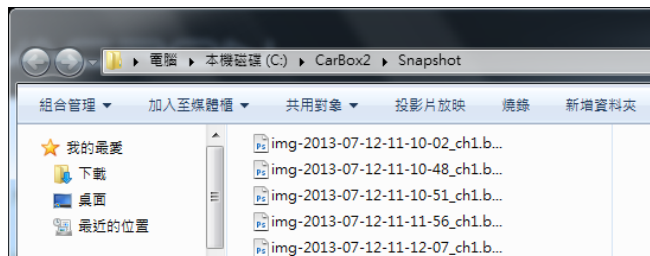 電腦 ▸ 本機磁碟 (C:) ▸ CarBox2 ▸ Snapshot
組合管理 ▼ 加入至媒體櫃 ▼ 共用對象 ▼ 投影片放映 燒錄 新增資料夾
我的最愛
下載
桌面
最近的位置
img-2013-07-12-11-10-02_ch1.b...
img-2013-07-12-11-10-48_ch1.b...
img-2013-07-12-11-10-51_ch1.b...
img-2013-07-12-11-11-56_ch1.b...
img-2013-07-12-11-12-07_ch1.b...